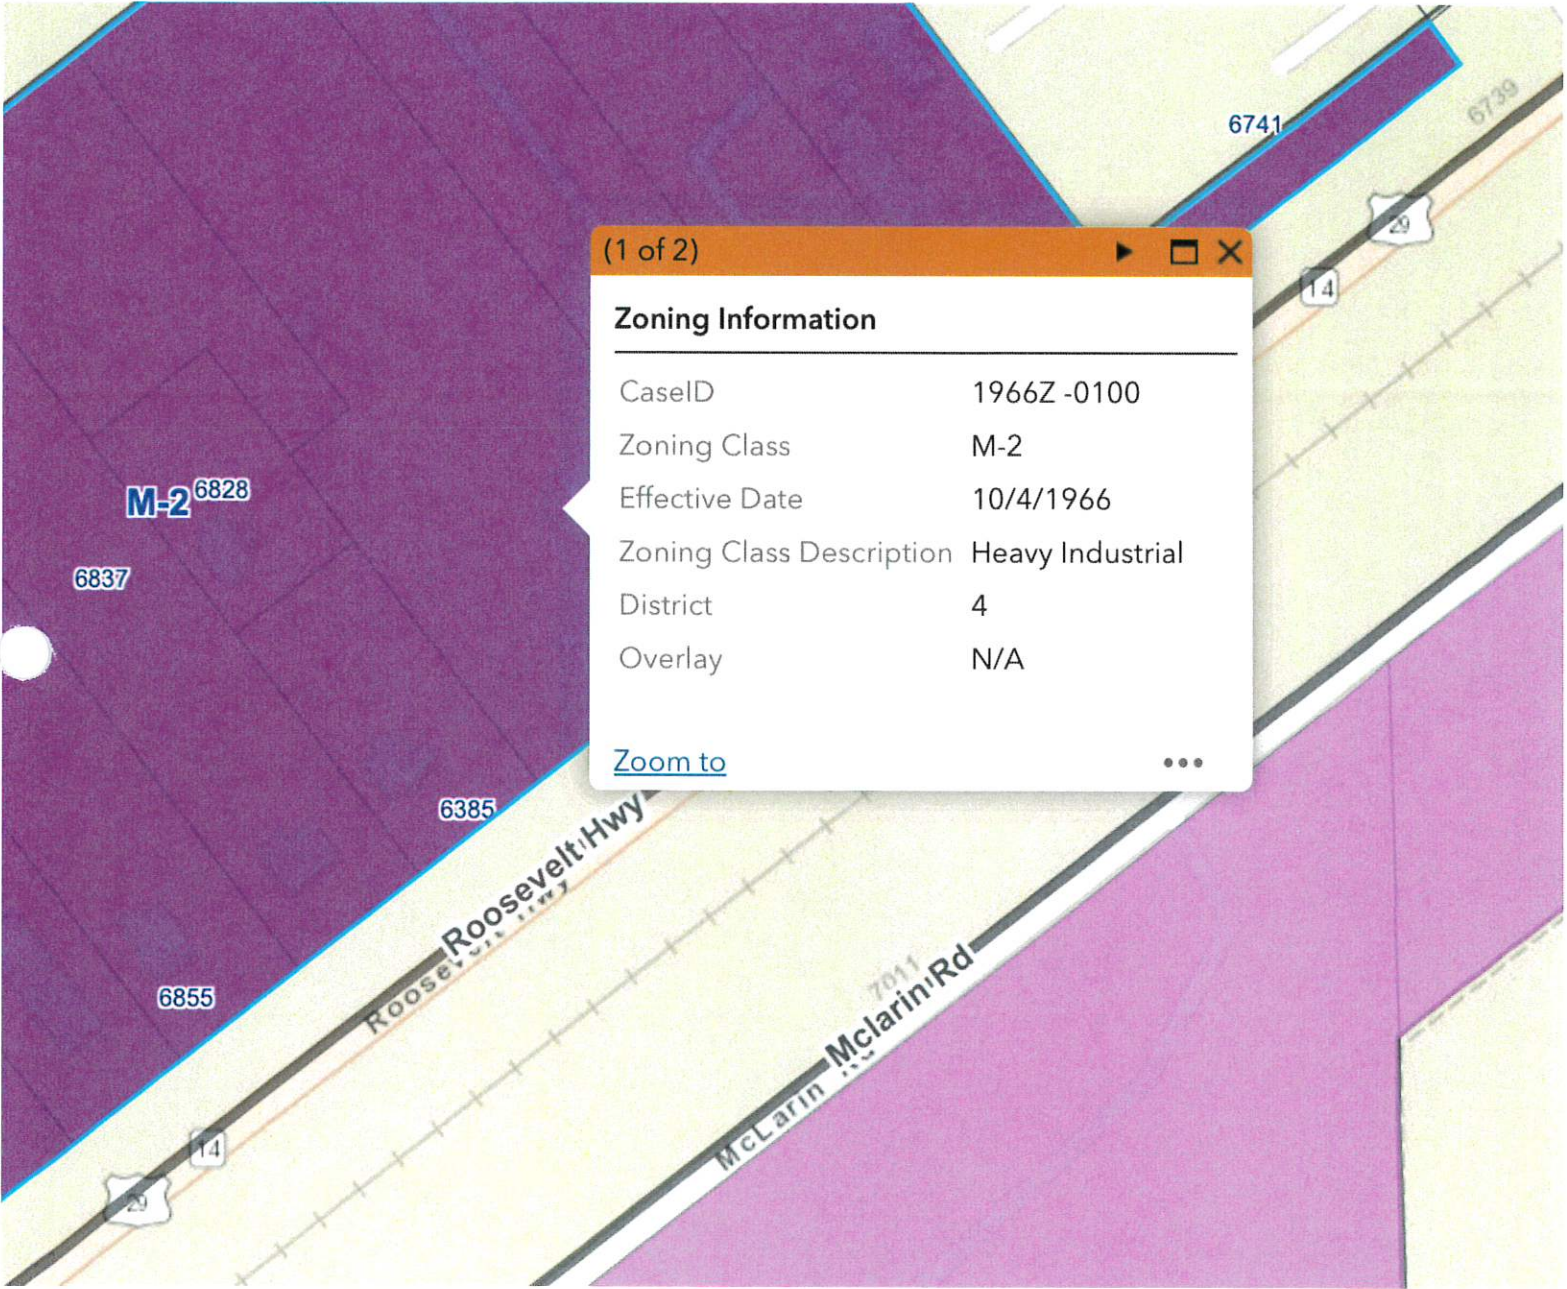 6741
6739
29
14
(1 of 2)
Zoning Information
CaseID 1966Z -0100
Zoning Class M-2
Effective Date 10/4/1966
Zoning Class Description Heavy Industrial
District 4
Overlay N/A
Zoom to
M-2 6828
6837
6385
Roosevelt Hwy
Roosevelt Hwy
6855
7011
Mclarin Rd
McLarin Rd
14
29